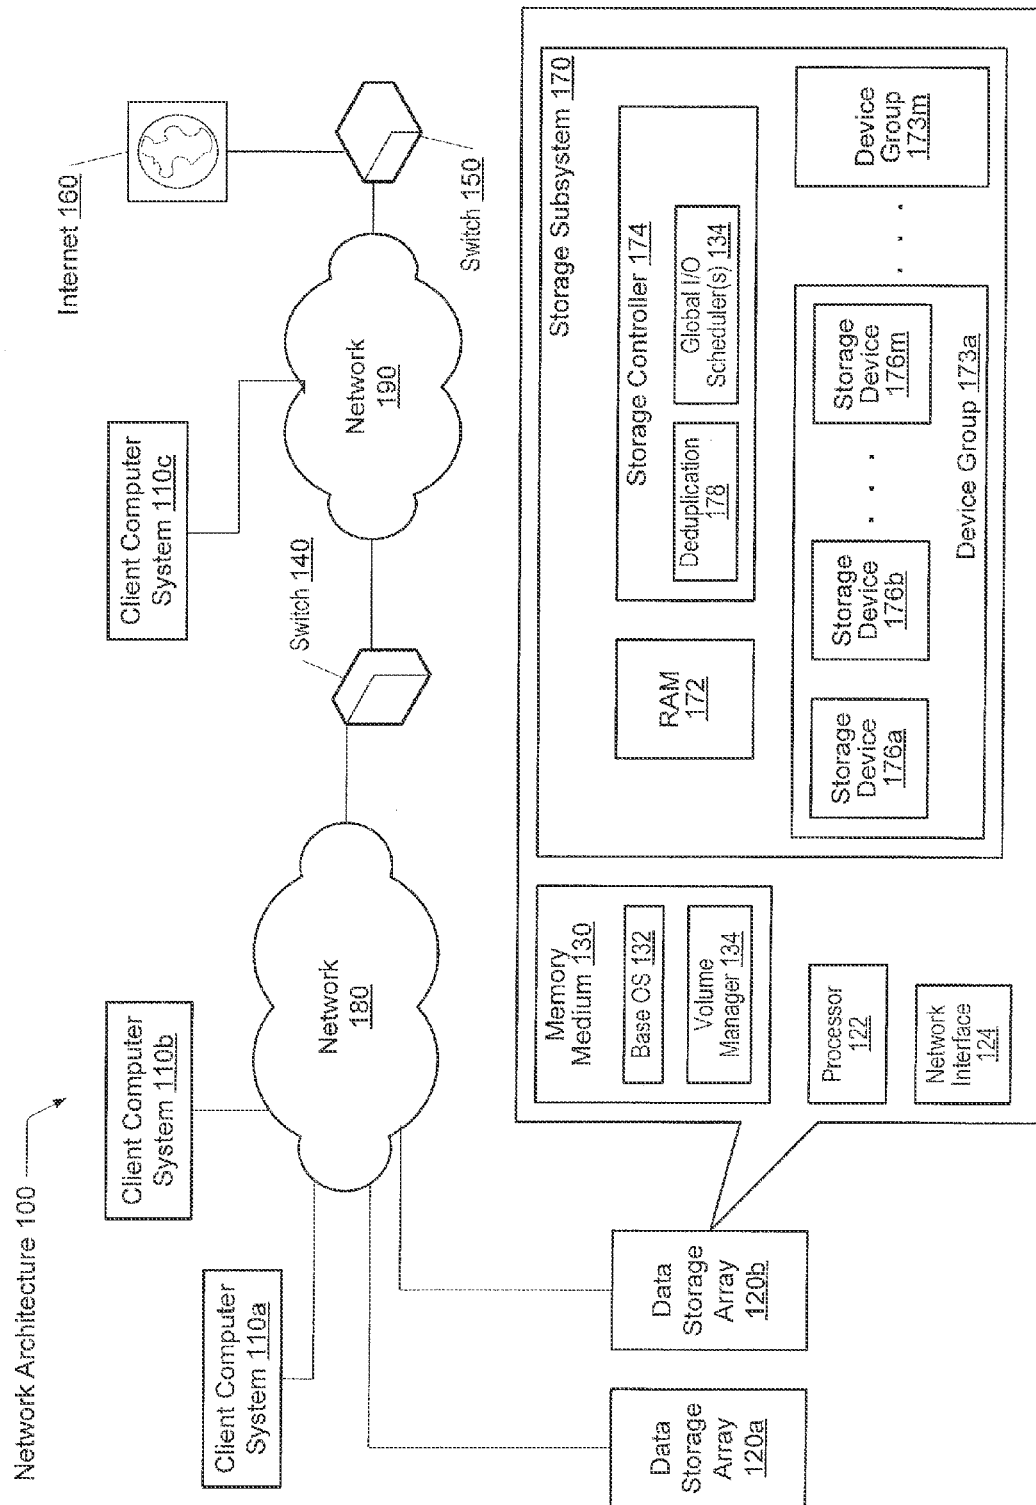 Network Architecture 100
Client Computer
System 110a
Client Computer
System 110b
Client Computer
System 110c
Internet 160
Switch 140
Switch 150
Network
180
Network
190
Data
Storage
Array
120a
Data
Storage
Array
120b
Memory
Medium 130
Base OS 132
Volume
Manager 134
Processor
122
Network
Interface
124
Storage Subsystem 170
RAM
172
Storage Controller 174
Deduplication
178
Global I/O
Scheduler(s) 134
Storage
Device
176a
Storage
Device
176b
. . .
Storage
Device
176m
Device Group 173a
. . .
Device
Group
173m